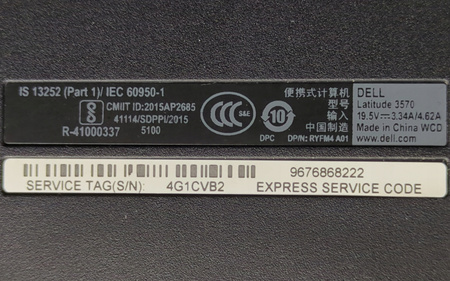 IS 13252 (Part 1)/ IEC 60950-1
CMIIT ID:2015AP2685
41114/SDPPI/2015
R-41000337 5100
CCC S&E
10
DPC DP/N: RYFM4 A01
便携式计算机
型号
输入
中国制造
DELL
Latitude 3570
19.5V⎓3.34A/4.62A
Made in China WCD
www.dell.com
SERVICE TAG(S/N): 4G1CVB2
9676868222
EXPRESS SERVICE CODE